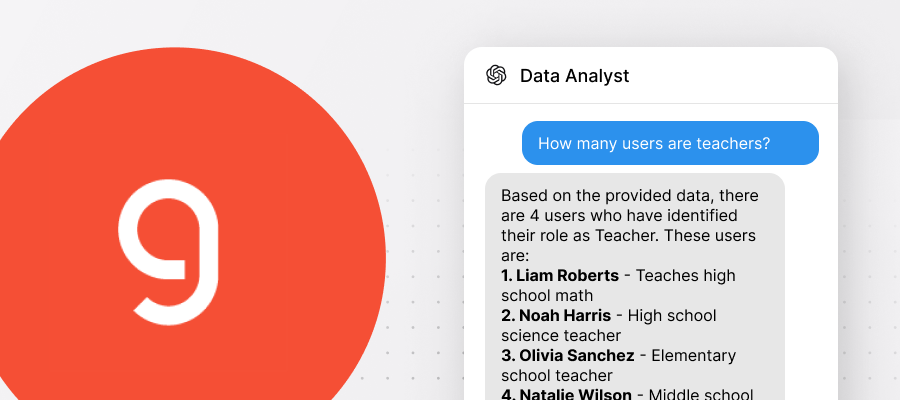 g
Data Analyst
How many users are teachers?
Based on the provided data, there
are 4 users who have identified
their role as Teacher. These users
are:
1. Liam Roberts - Teaches high
school math
2. Noah Harris - High school
science teacher
3. Olivia Sanchez - Elementary
school teacher
4. Natalie Wilson - Middle school